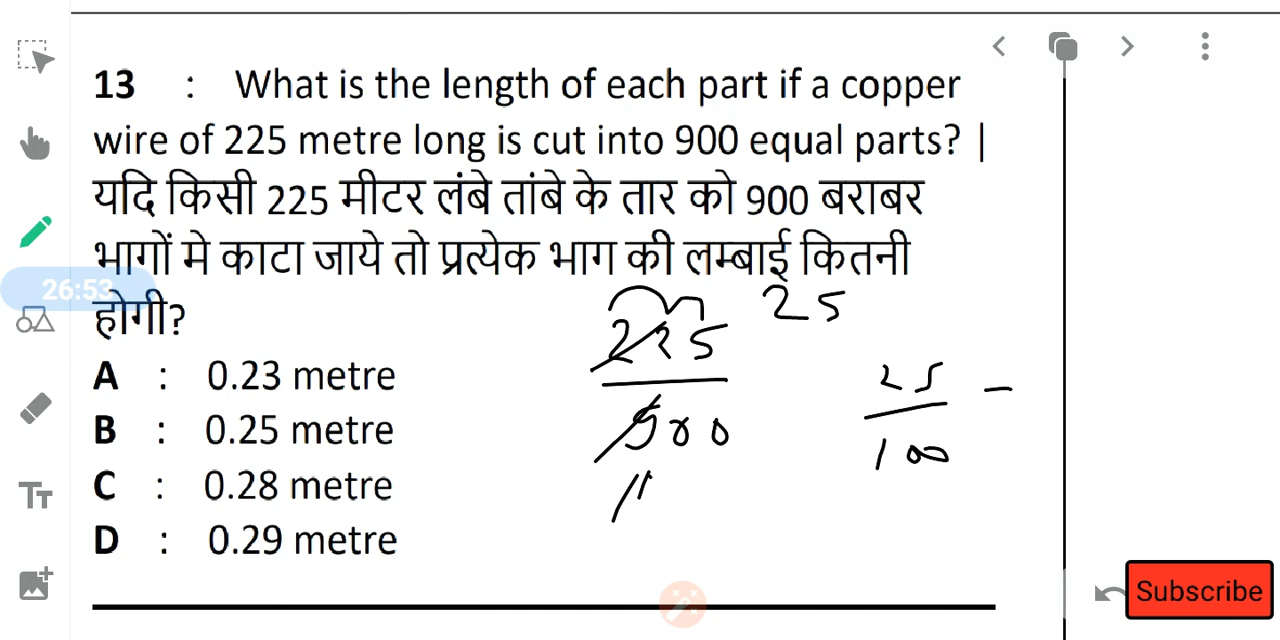 13 : What is the length of each part if a copper
wire of 225 metre long is cut into 900 equal parts? |
यदि किसी 225 मीटर लंबे तांबे के तार को 900 बराबर
भागों मे काटा जाये तो प्रत्येक भाग की लम्बाई कितनी
26:53
होगी?
225
25
A : 0.23 metre
25 –
900
100
B : 0.25 metre
C : 0.28 metre
D : 0.29 metre
Tт
Subscribe